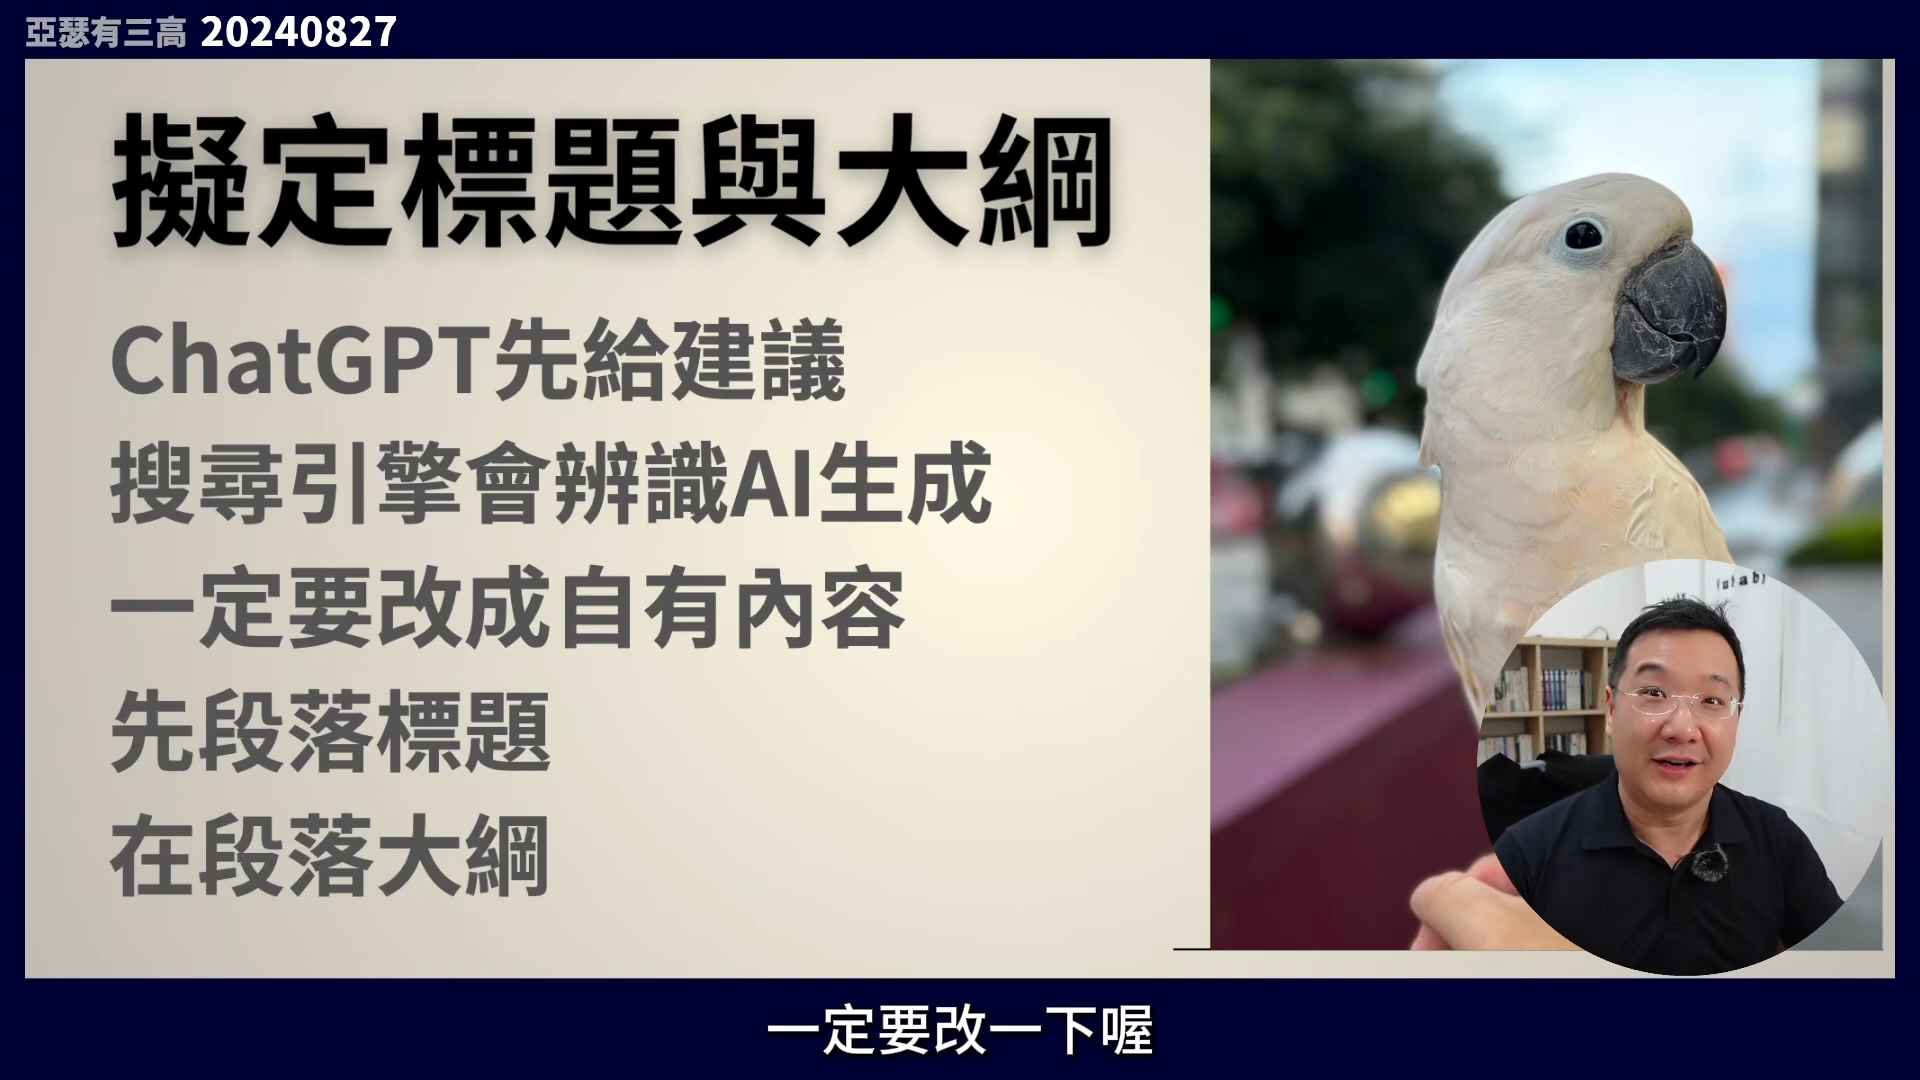 亞瑟有三高 20240827
擬定標題與大綱
ChatGPT先給建議
搜尋引擎會辨識AI生成
一定要改成自有內容
先段落標題
在段落大綱
一定要改一下喔